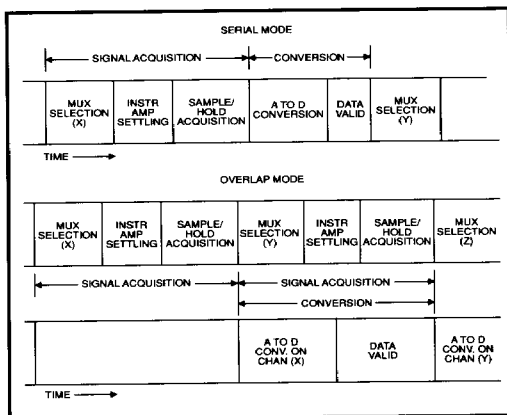 SERIAL MODE
SIGNAL ACQUISITION CONVERSION
MUX SELECTION (X) INSTR AMP SETTLING SAMPLE/ HOLD ACQUISITION A TO D CONVERSION DATA VALID MUX SELECTION (Y)
TIME
OVERLAP MODE
MUX SELECTION (X) INSTR AMP SETTLING SAMPLE/ HOLD ACQUISITION MUX SELECTION (Y) INSTR AMP SETTLING SAMPLE/ HOLD ACQUISITION MUX SELECTION (Z)
SIGNAL ACQUISITION SIGNAL ACQUISITION
CONVERSION
A TO D CONV. ON CHAN (X) DATA VALID A TO D CONV. ON CHAN (Y)
TIME